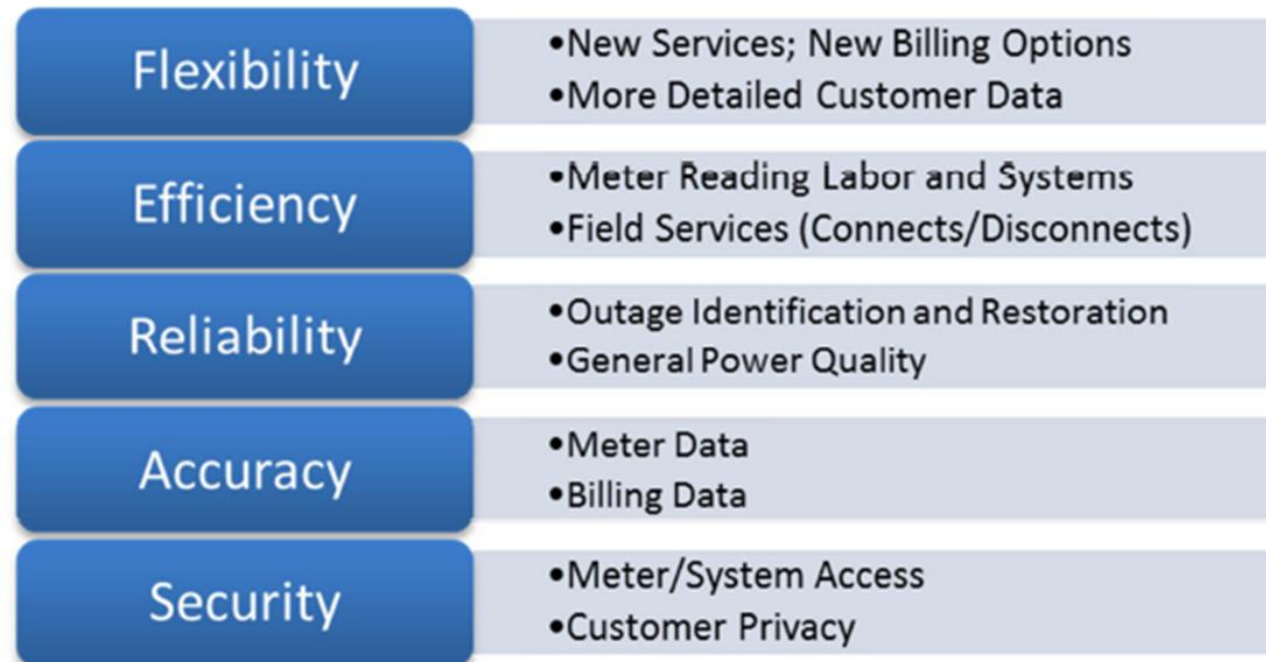 Flexibility
•New Services; New Billing Options
•More Detailed Customer Data
Efficiency
•Meter Reading Labor and Systems
•Field Services (Connects/Disconnects)
Reliability
•Outage Identification and Restoration
•General Power Quality
Accuracy
•Meter Data
•Billing Data
Security
•Meter/System Access
•Customer Privacy